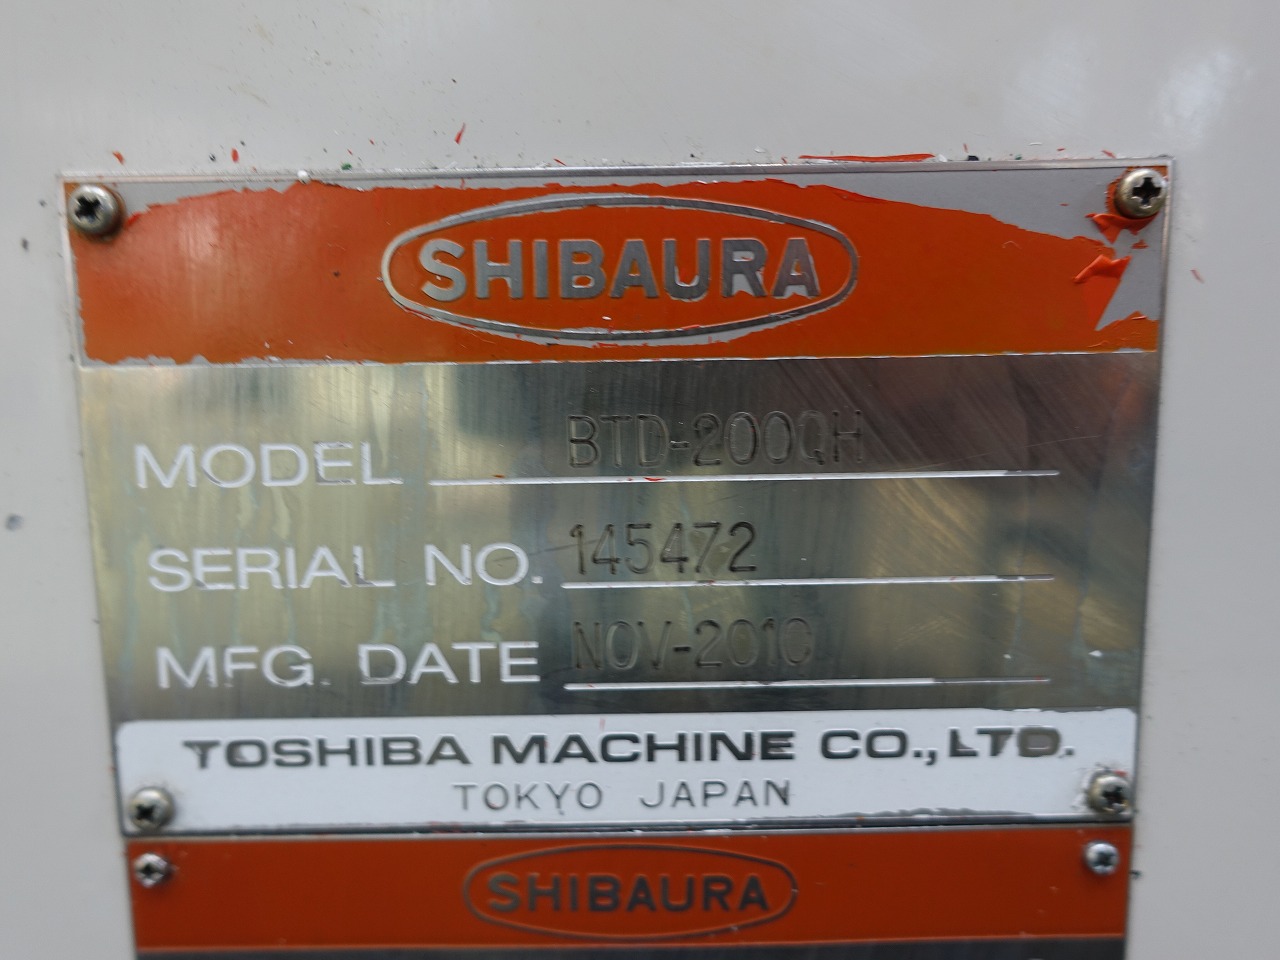 SHIBAURA
MODEL BTD-200QH
SERIAL NO. 145472
MFG. DATE NOV-2010
TOSHIBA MACHINE CO., LTD.
TOKYO JAPAN
SHIBAURA